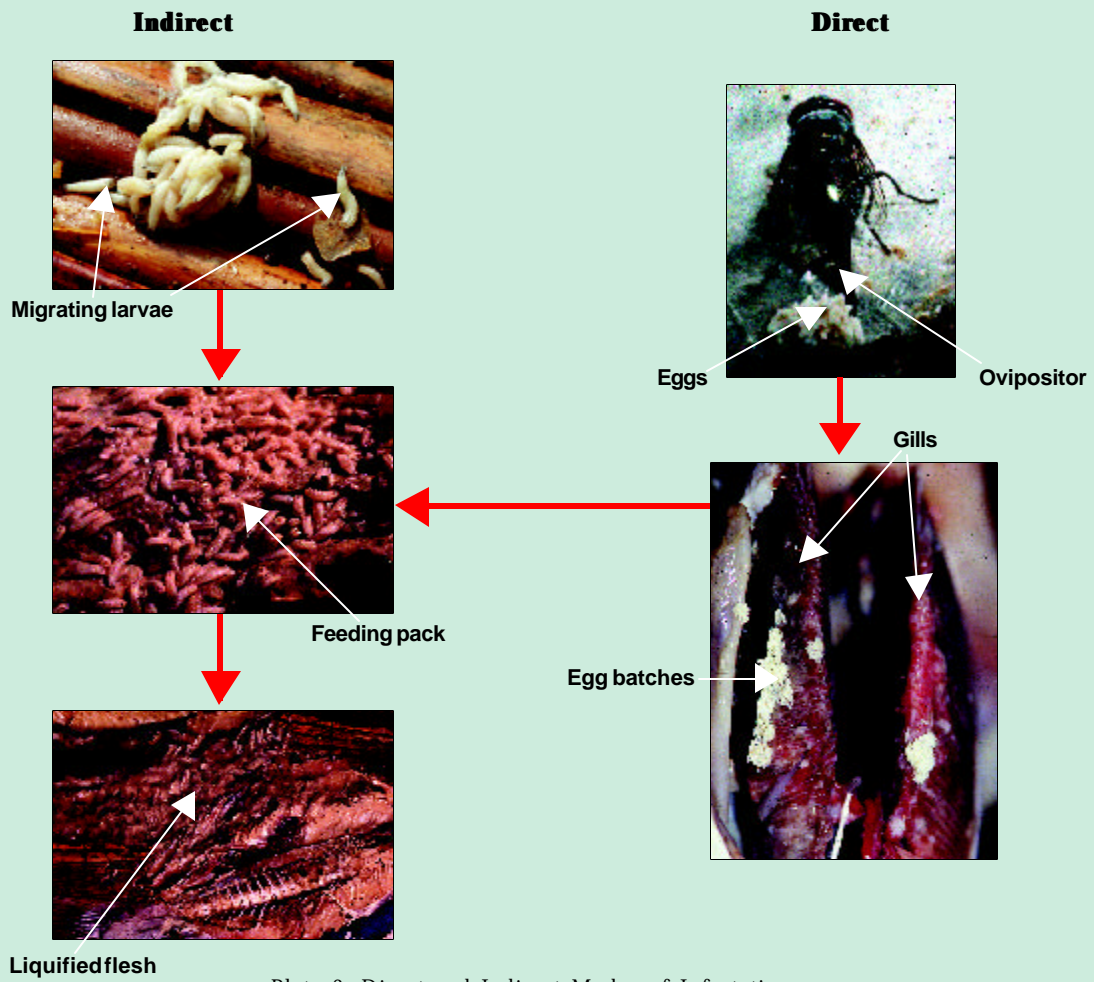 Indirect
Direct
Migrating larvae
Eggs
Ovipositor
Gills
Feeding pack
Egg batches
Liquified flesh